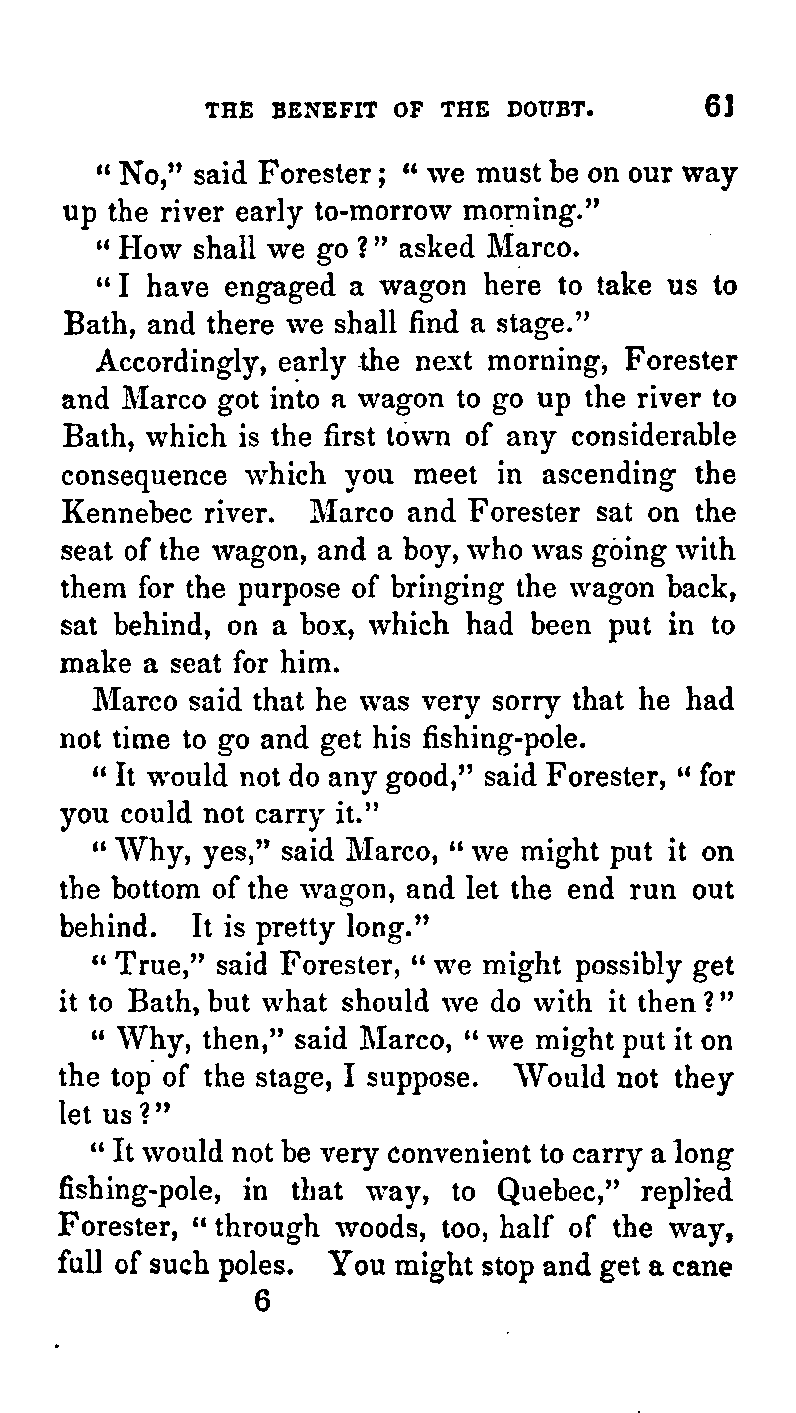 THE BENEFIT OF THE DOUBT. 61
“ No,” said Forester ; “ we must be on our way
up the river early to-morrow morning.”
“ How shall we go ? ” asked Marco.
“ I have engaged a wagon here to take us to
Bath, and there we shall find a stage.”
Accordingly, early the next morning, Forester
and Marco got into a wagon to go up the river to
Bath, which is the first town of any considerable
consequence which you meet in ascending the
Kennebec river. Marco and Forester sat on the
seat of the wagon, and a boy, who was going with
them for the purpose of bringing the wagon back,
sat behind, on a box, which had been put in to
make a seat for him.
Marco said that he was very sorry that he had
not time to go and get his fishing-pole.
“ It would not do any good,” said Forester, “ for
you could not carry it.”
“ Why, yes,” said Marco, “ we might put it on
the bottom of the wagon, and let the end run out
behind. It is pretty long.”
“ True,” said Forester, “ we might possibly get
it to Bath, but what should we do with it then ? ”
“ Why, then,” said Marco, “ we might put it on
the top of the stage, I suppose. Would not they
let us ? ”
“ It would not be very convenient to carry a long
fishing-pole, in that way, to Quebec,” replied
Forester, “ through woods, too, half of the way,
full of such poles. You might stop and get a cane
6